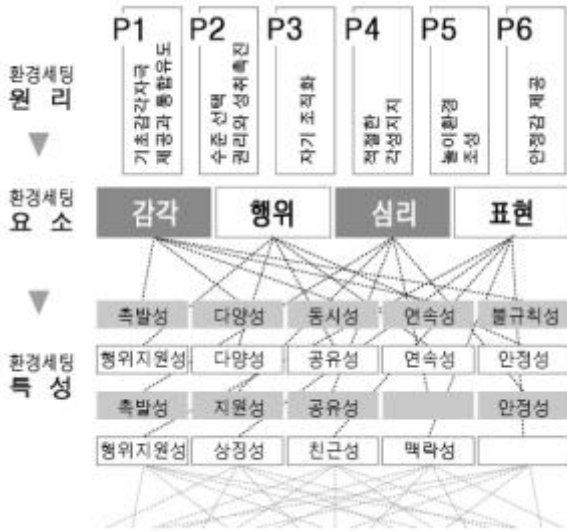 P1 P2 P3 P4 P5 P6
기초감각자극
제공과 통합유도
수준 선택
권리와 성취촉진
자기 조직화
적절한
각성지지
놀이환경
조성
안정감 제공
환경세팅
원 리
환경세팅
요 소
감각 행위 심리 표현
환경세팅
특 성
촉발성 다양성 동시성 연속성 불규칙성
행위지원성 다양성 공유성 연속성 안정성
촉발성 지원성 공유성 안정성
행위지원성 상징성 친근성 맥락성